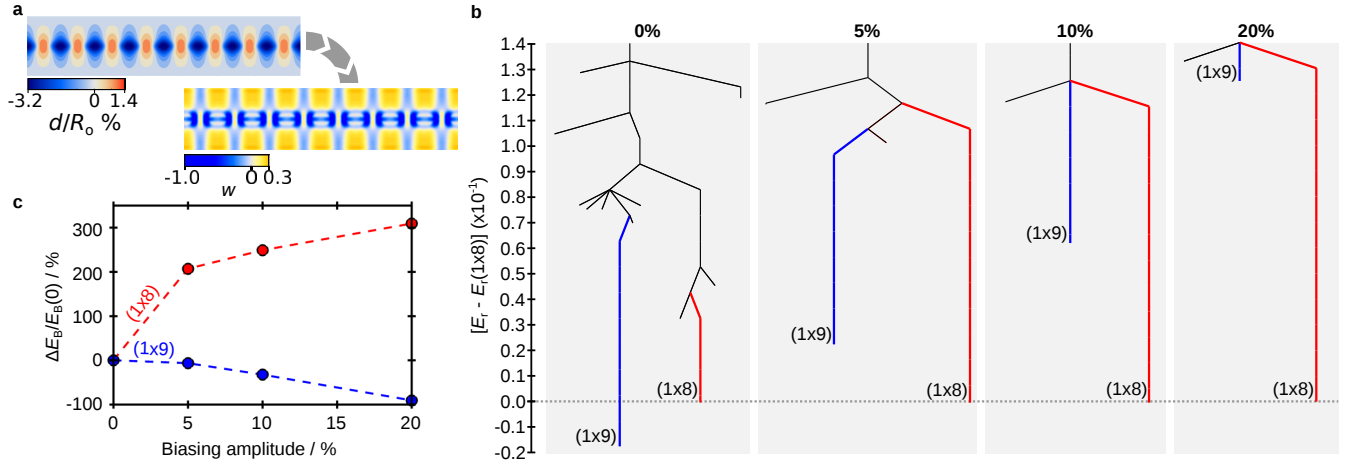 a
-3.2 0 1.4
d/Ro %
-1.0 0 0.3
w
b
0% 5% 10% 20%
[Er - Er(1x8)] (x10-1)
1.4
1.3
1.2
1.1
1.0
0.9
0.8
0.7
0.6
0.5
0.4
0.3
0.2
0.1
0.0
-0.1
-0.2
(1x9)
(1x8)
(1x9)
(1x8)
(1x9)
(1x8)
(1x9)
(1x8)
c
ΔEB/EB(0) / %
300
200
100
0
-100
(1x8)
(1x9)
0 5 10 15 20
Biasing amplitude / %